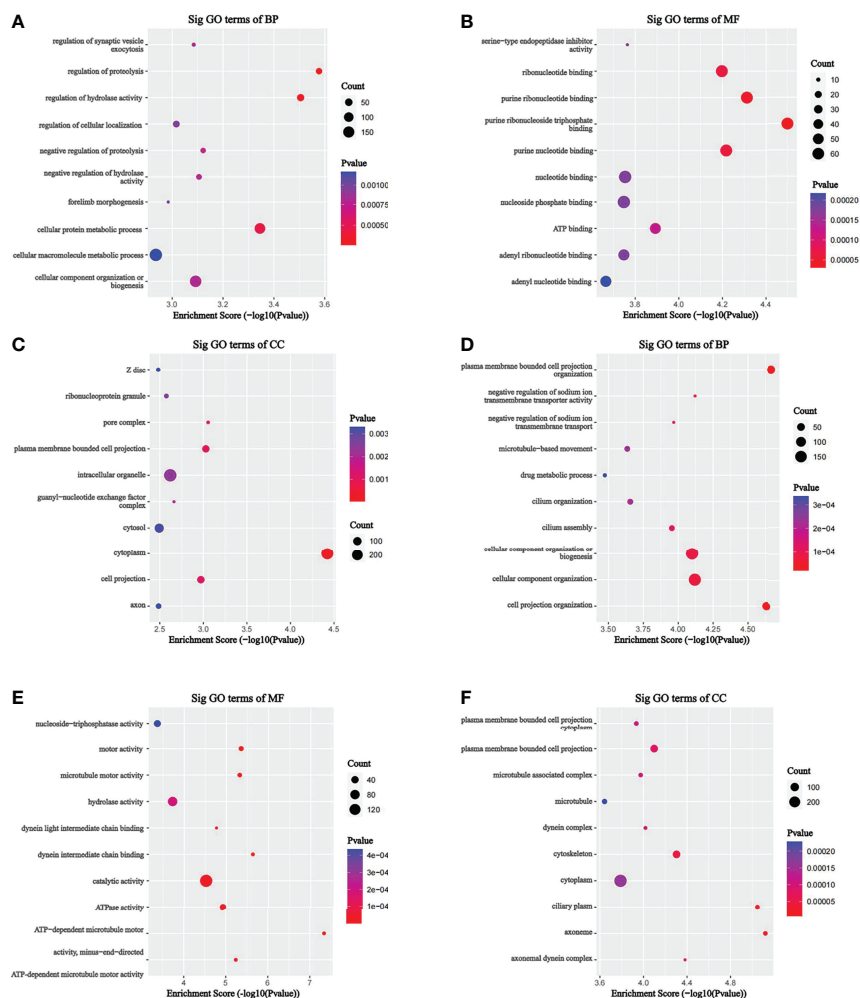 A
Sig GO terms of BP
regulation of synaptic vesicle
exocytosis
regulation of proteolysis
regulation of hydrolase activity
regulation of cellular localization
negative regulation of proteolysis
negative regulation of hydrolase
activity
forelimb morphogenesis
cellular protein metabolic process
cellular macromolecule metabolic process
cellular component organization or
biogenesis
3.0 3.2 3.4 3.6
Enrichment Score (−log10(Pvalue))
Count
50
100
150
Pvalue
0.00100
0.00050
B
Sig GO terms of MF
serine-type endopeptidase inhibitor
activity
ribonucleotide binding
purine ribonucleotide binding
purine ribonucleoside triphosphate
binding
purine nucleotide binding
nucleotide binding
nucleoside phosphate binding
ATP binding
adenyl ribonucleotide binding
adenyl nucleotide binding
3.6 4.0 4.2 4.4
Enrichment Score (−log10(Pvalue))
Count
10
20
30
40
50
60
Pvalue
0.00020
0.00015
0.00010
0.00005
C
Sig GO terms of CC
Z disc
ribonucleoprotein granule
pore complex
plasma membrane bounded cell projection
intracellular organelle
guanyl-nucleotide exchange factor
complex
cytosol
cytoplasm
cell projection
axon
2.5 3.0 3.5 4.0 4.5
Enrichment Score (−log10(Pvalue))
Pvalue
0.003
0.002
0.001
Count
100
200
D
Sig GO terms of BP
plasma membrane bounded cell projection
organization
negative regulation of sodium ion
transmembrane transporter activity
negative regulation of sodium ion
transmembrane transport
microtubule-based movement
drug metabolic process
cilium organization
cilium assembly
cellular component organization or
biogenesis
cellular component organization
cell projection organization
3.50 3.75 4.00 4.25 4.50
Enrichment Score (−log10(Pvalue))
Count
50
100
150
Pvalue
3e−04
2e−04
1e−04
E
Sig GO terms of MF
nucleoside-triphosphatase activity
motor activity
microtubule motor activity
hydrolase activity
dynein light intermediate chain binding
dynein intermediate chain binding
catalytic activity
ATPase activity
ATP-dependent microtubule motor
activity, minus-end-directed
ATP-dependent microtubule motor activity
4 5 6 7
Enrichment Score (-log10(Pvalue))
Count
40
80
120
Pvalue
4e−04
3e−04
2e−04
1e−04
F
Sig GO terms of CC
plasma membrane bounded cell projection
cytoplasm
plasma membrane bounded cell projection
microtubule associated complex
microtubule
dynein complex
cytoskeleton
cytoplasm
ciliary plasm
axoneme
axonemal dynein complex
3.6 4.0 4.4 4.8
Enrichment Score (−log10(Pvalue))
Count
100
200
Pvalue
0.00020
0.00015
0.00010
0.00005